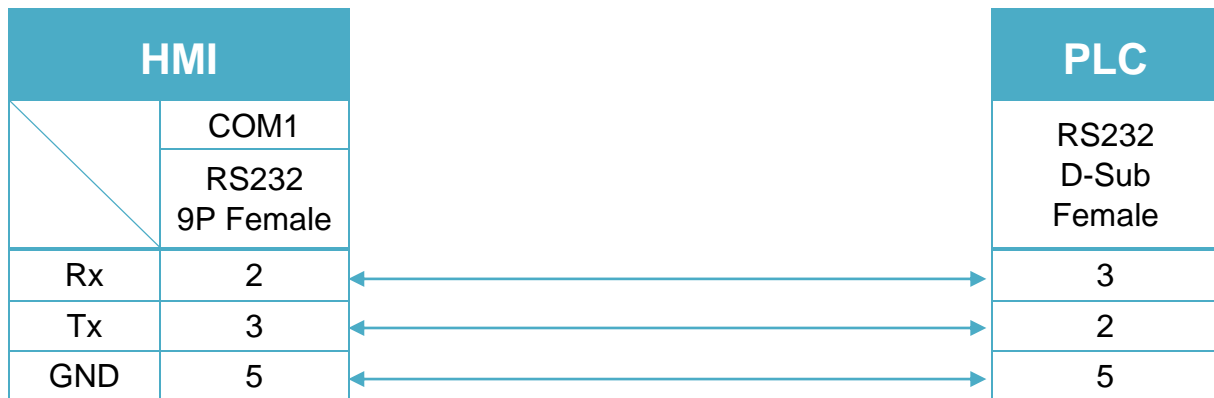 HMI
PLC
COM1
RS232
9P Female
RS232
D-Sub
Female
Rx 2 3
Tx 3 2
GND 5 5